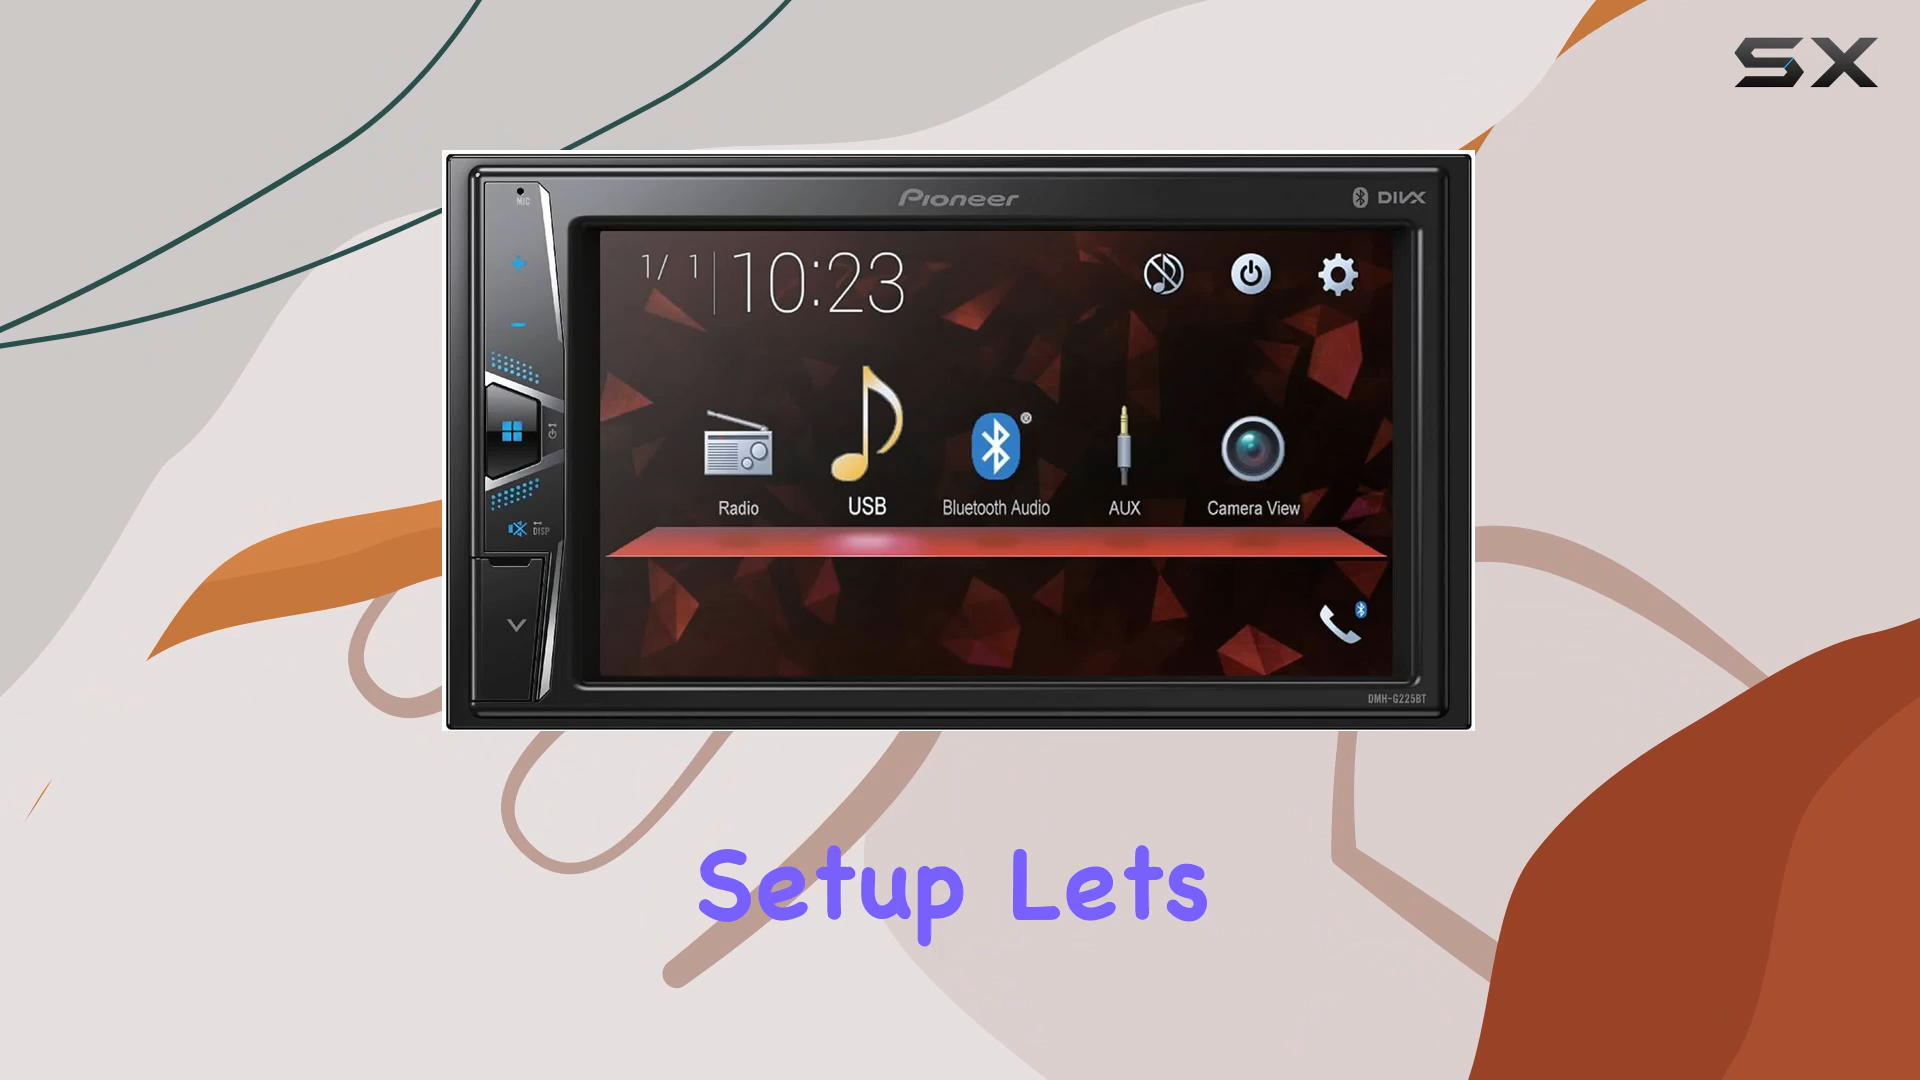 SX
MIC
Pioneer
DIVX
1/ 1 10:23
Radio
USB
Bluetooth Audio
AUX
Camera View
DISP
DMH-G225BT
Setup Lets